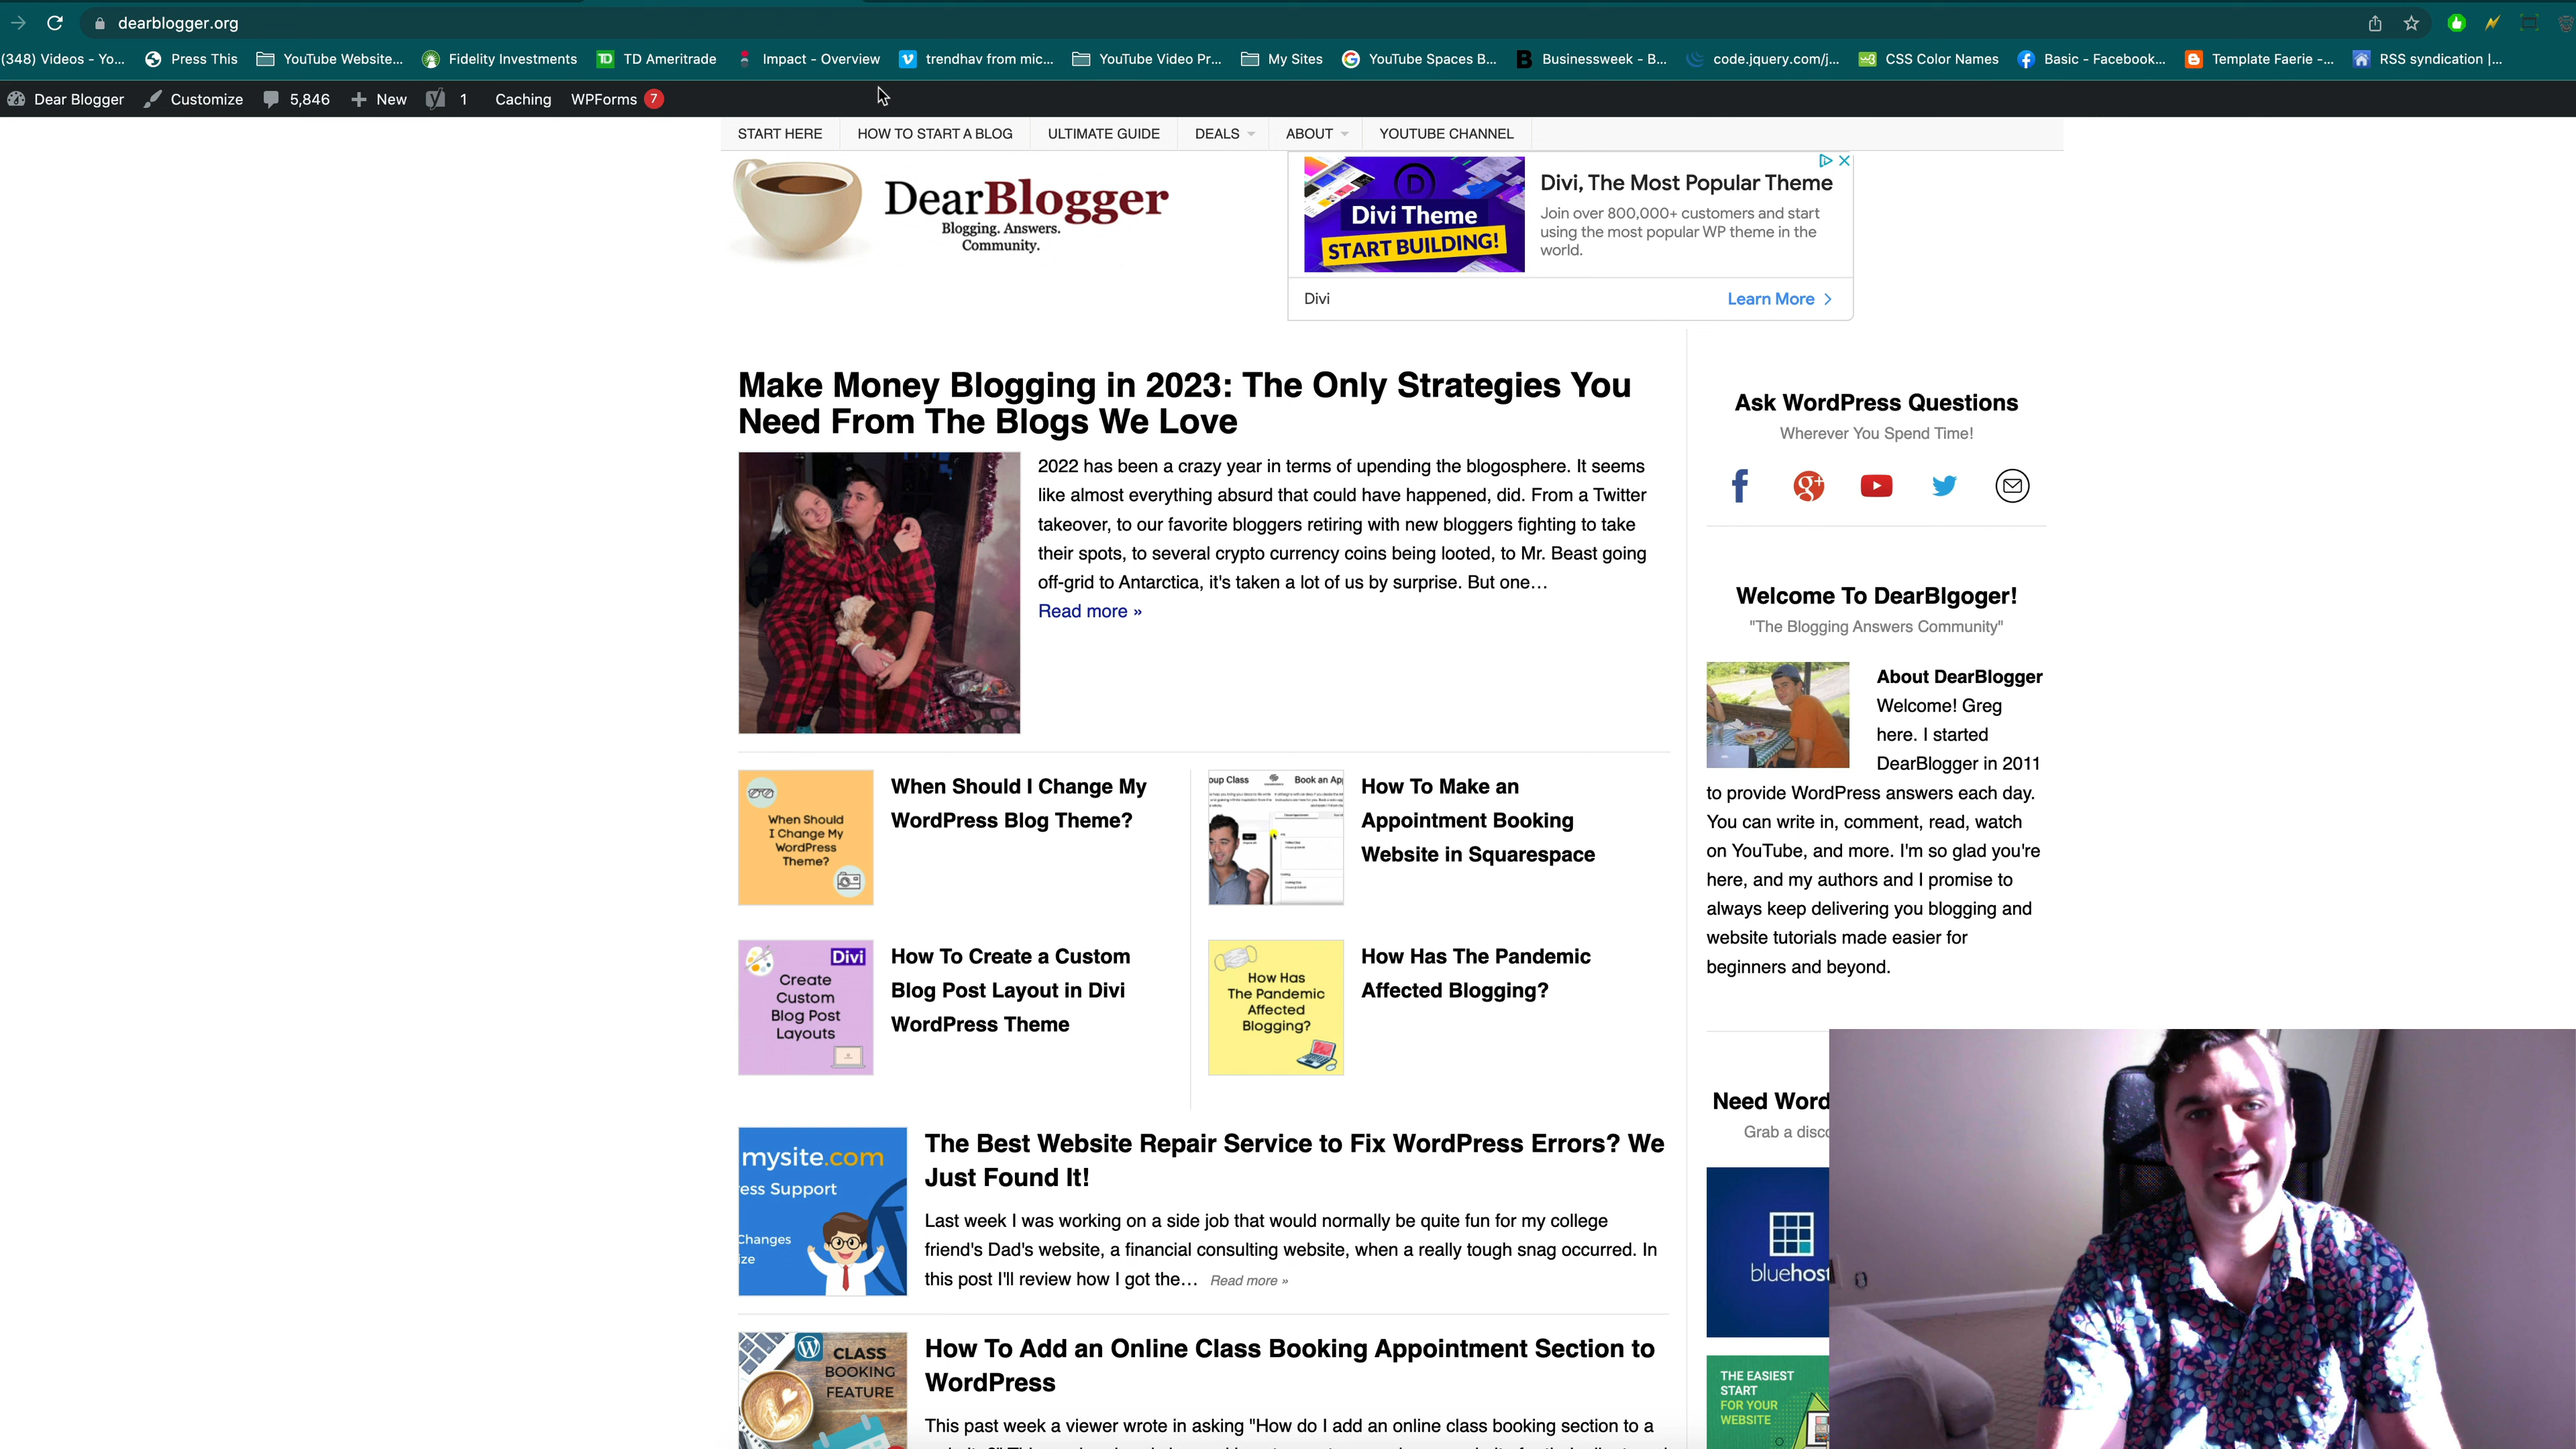 dearblogger.org
(348) Videos - Yo...
Press This
YouTube Website...
Fidelity Investments
TD Ameritrade
Impact - Overview
trendhav from mic...
YouTube Video Pr...
My Sites
YouTube Spaces B...
Businessweek - B...
code.jquery.com/j...
CSS Color Names
Basic - Facebook...
Template Faerie -...
RSS syndication |...
Dear Blogger
Customize
5,846
New
1
Caching
WPForms 7
START HERE
HOW TO START A BLOG
ULTIMATE GUIDE
DEALS
ABOUT
YOUTUBE CHANNEL
DearBlogger
Blogging. Answers.
Community.
Divi Theme
START BUILDING!
Divi, The Most Popular Theme
Join over 800,000+ customers and start
using the most popular WP theme in the
world.
Divi
Learn More
Make Money Blogging in 2023: The Only Strategies You
Need From The Blogs We Love
2022 has been a crazy year in terms of upending the blogosphere. It seems
like almost everything absurd that could have happened, did. From a Twitter
takeover, to our favorite bloggers retiring with new bloggers fighting to take
their spots, to several crypto currency coins being looted, to Mr. Beast going
off-grid to Antarctica, it's taken a lot of us by surprise. But one…
Read more »
When Should
I Change My
WordPress
Theme?
When Should I Change My
WordPress Blog Theme?
oup Class
Book an Ap
How To Make an
Appointment Booking
Website in Squarespace
Divi
Create
Custom
Blog Post
Layouts
How To Create a Custom
Blog Post Layout in Divi
WordPress Theme
How Has
The Pandemic
Affected
Blogging?
How Has The Pandemic
Affected Blogging?
mysite.com
ess Support
Changes
ize
The Best Website Repair Service to Fix WordPress Errors? We
Just Found It!
Last week I was working on a side job that would normally be quite fun for my college
friend's Dad's website, a financial consulting website, when a really tough snag occurred. In
this post I'll review how I got the… Read more »
CLASS
BOOKING
FEATURE
How To Add an Online Class Booking Appointment Section to
WordPress
This past week a viewer wrote in asking "How do I add an online class booking section to a
Ask WordPress Questions
Wherever You Spend Time!
Welcome To DearBlgoger!
"The Blogging Answers Community"
About DearBlogger
Welcome! Greg
here. I started
DearBlogger in 2011
to provide WordPress answers each day.
You can write in, comment, read, watch
on YouTube, and more. I'm so glad you're
here, and my authors and I promise to
always keep delivering you blogging and
website tutorials made easier for
beginners and beyond.
Need Word
Grab a disco
bluehost
THE EASIEST
START
FOR YOUR
WEBSITE